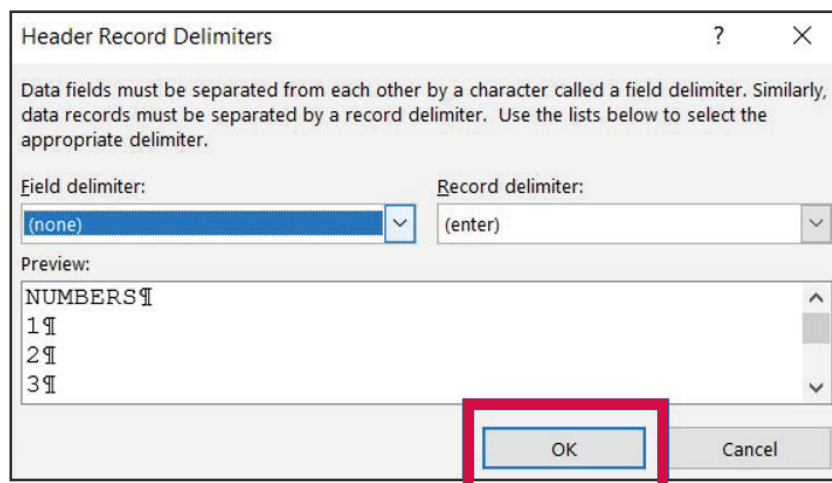 Header Record Delimiters ?
Data fields must be separated from each other by a character called a field delimiter. Similarly,
data records must be separated by a record delimiter. Use the lists below to select the
appropriate delimiter.
Field delimiter: Record delimiter:
(none) (enter)
Preview:
NUMBERS¶
1¶
2¶
3¶
OK Cancel